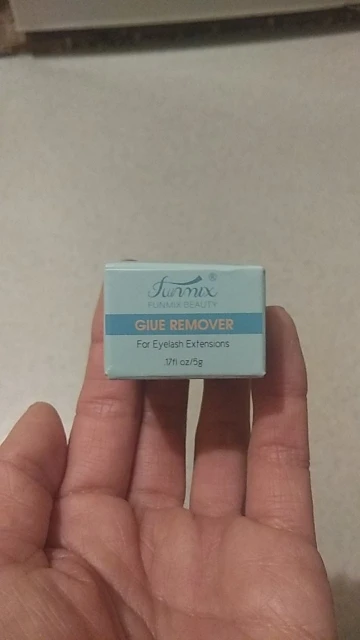 Funmix®
FUNMIX BEAUTY
GlUE REMOVER
For Eyelash Extensions
.17fl oz/5g